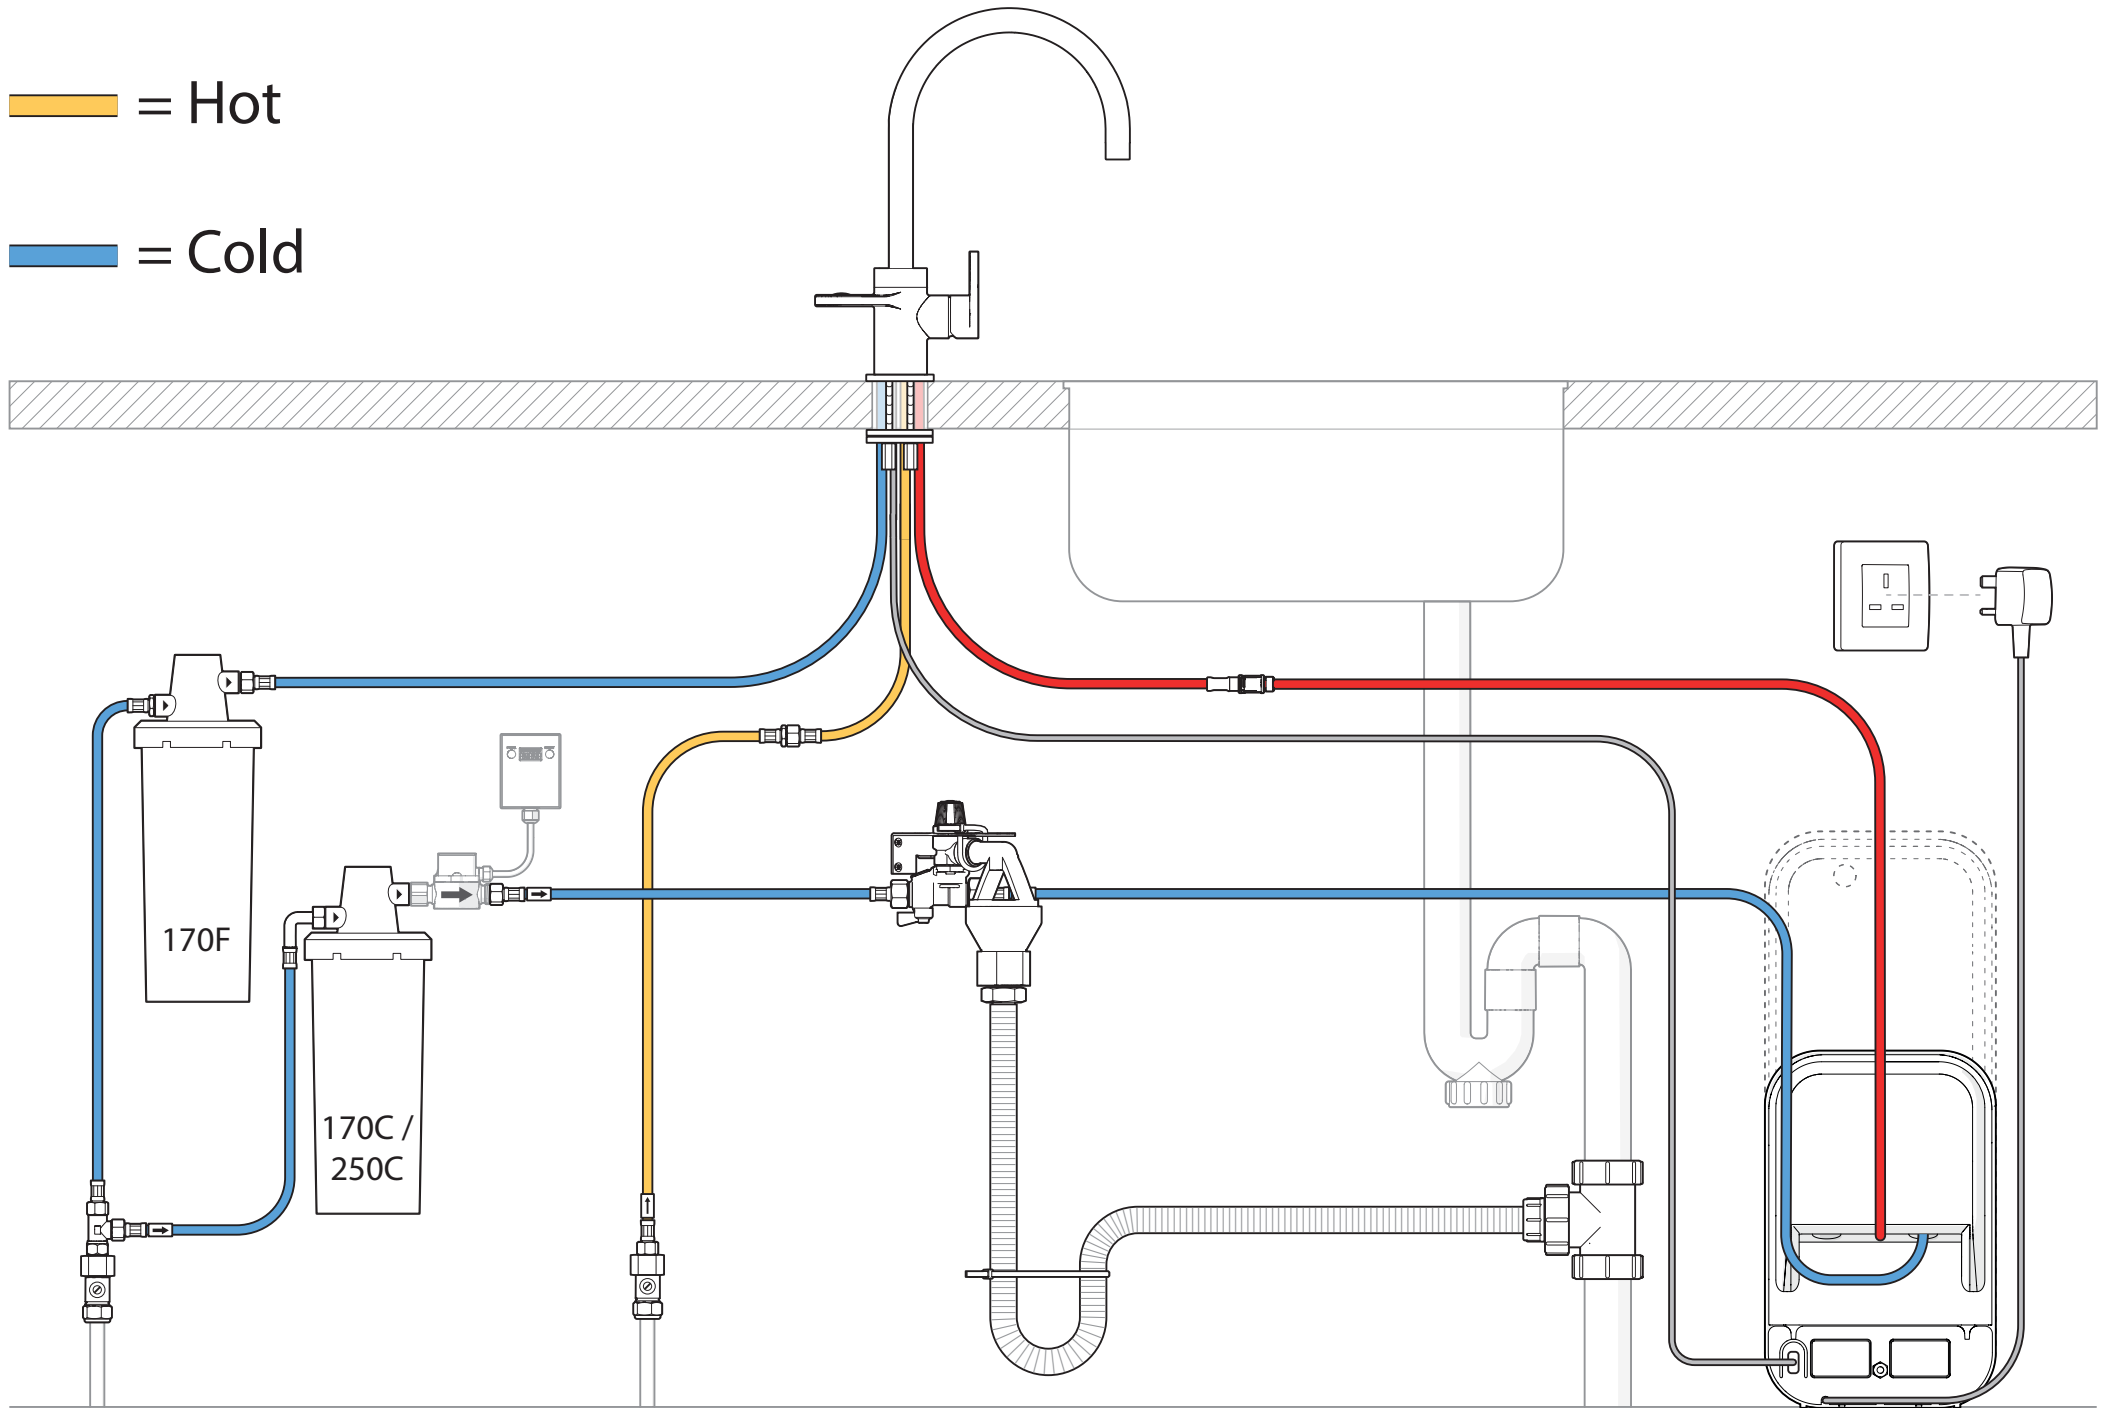 = Hot
= Cold
170F
170C /
250C